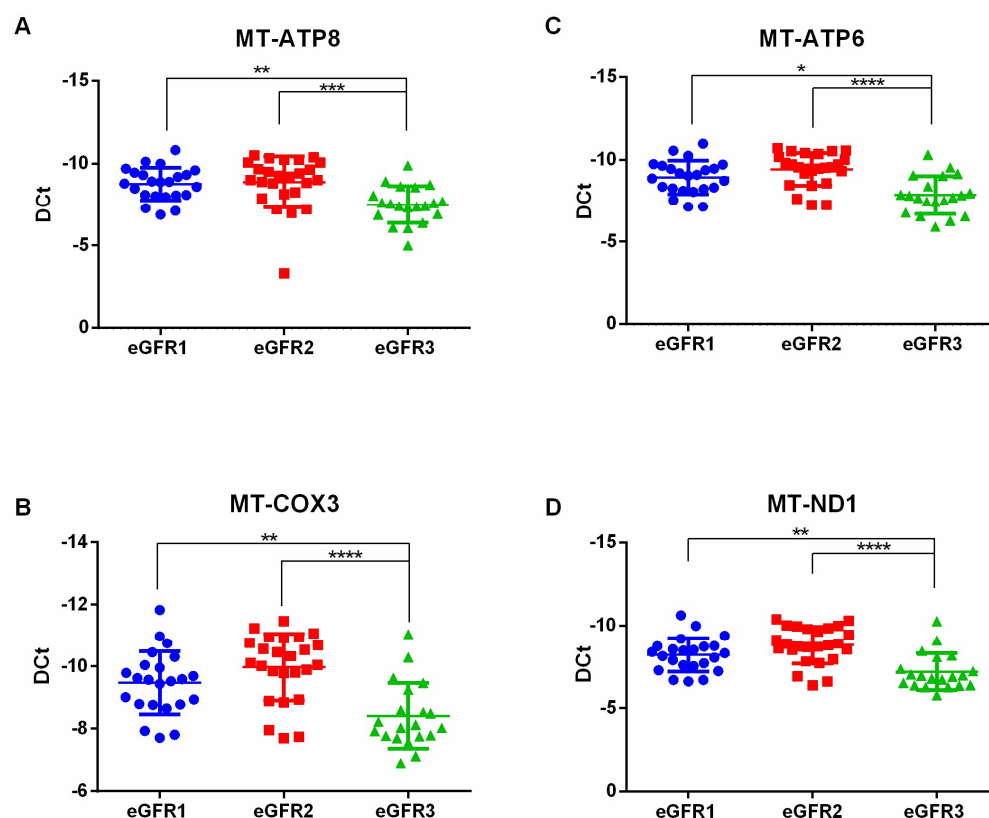 A
MT-ATP8
-15
**
***
-10
DCt
-5
0
eGFR1 eGFR2 eGFR3
C
MT-ATP6
-15
*
****
-10
DCt
-5
0
eGFR1 eGFR2 eGFR3
B
MT-COX3
-14
**
****
-12
DCt
-10
-8
-6
eGFR1 eGFR2 eGFR3
D
MT-ND1
-15
**
****
-10
DCt
-5
0
eGFR1 eGFR2 eGFR3